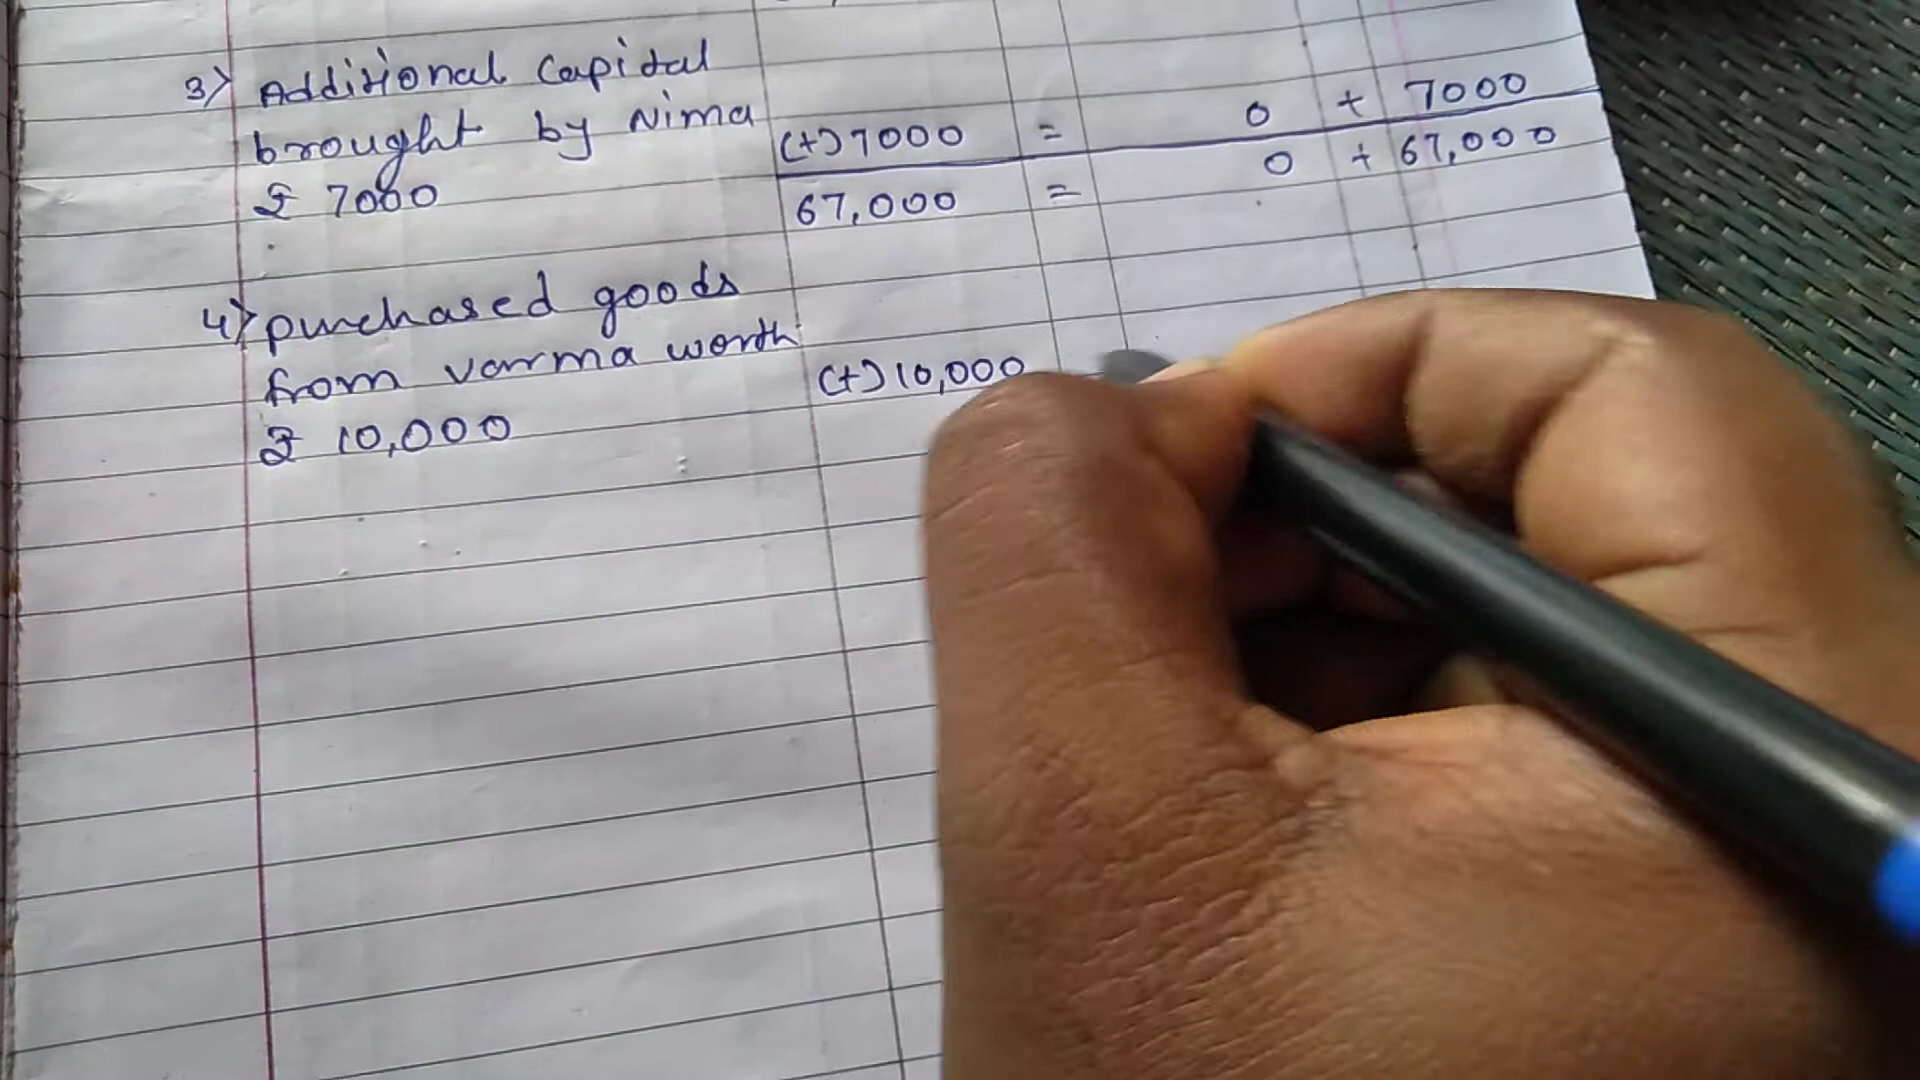 3) Additional Capital
brought by Nima (+) 7000 = 0 + 7000
₹ 7000 67,000 = 0 + 67,000
4) purchased goods
from varma worth (+) 10,000
₹ 10,000